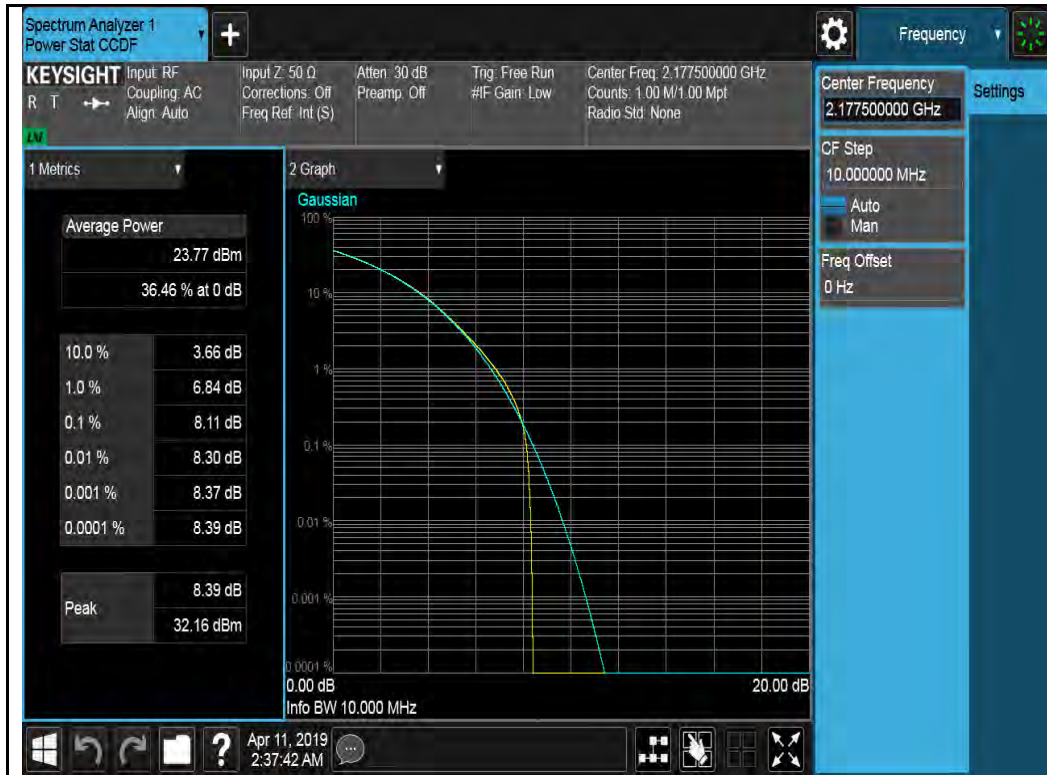 Spectrum Analyzer 1
Power Stat CCDF
+
Frequency
KEYSIGHT
R T
LW
Input: RF
Coupling: AC
Align: Auto
Input Z: 50 Ω
Corrections: Off
Freq Ref: Int (S)
Atten: 30 dB
Preamp: Off
Trig: Free Run
#IF Gain: Low
Center Freq: 2.177500000 GHz
Counts: 1.00 M/1.00 Mpt
Radio Std: None
Center Frequency
2.177500000 GHz
Settings
CF Step
10.000000 MHz
Auto
Man
Freq Offset
0 Hz
1 Metrics
Average Power
23.77 dBm
36.46 % at 0 dB
10.0 % 3.66 dB
1.0 % 6.84 dB
0.1 % 8.11 dB
0.01 % 8.30 dB
0.001 % 8.37 dB
0.0001 % 8.39 dB
Peak
8.39 dB
32.16 dBm
2 Graph
Gaussian
100 %
10 %
1 %
0.1 %
0.01 %
0.001 %
0.0001 %
0.00 dB 20.00 dB
Info BW 10.000 MHz
? Apr 11, 2019
2:37:42 AM